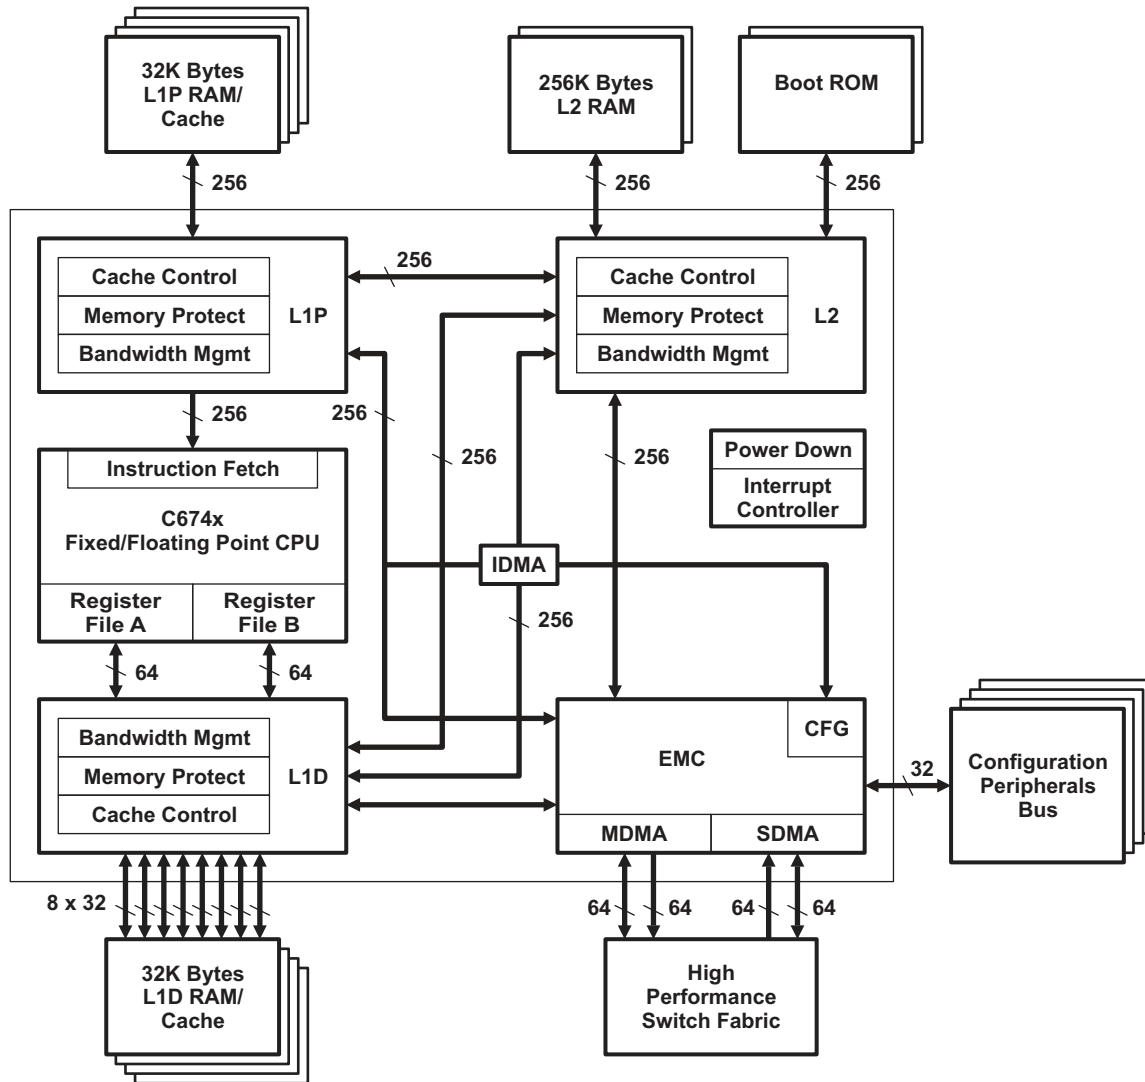 32K Bytes
L1P RAM/
Cache
256K Bytes
L2 RAM
Boot ROM
256
256
256
Cache Control
Memory Protect
Bandwidth Mgmt
L1P
256
Cache Control
Memory Protect
Bandwidth Mgmt
L2
256
256
256
256
Power Down
Interrupt
Controller
Instruction Fetch
C674x
Fixed/Floating Point CPU
Register
File A
Register
File B
IDMA
256
64
64
Bandwidth Mgmt
Memory Protect
Cache Control
L1D
EMC
CFG
MDMA
SDMA
32
Configuration
Peripherals
Bus
8 x 32
64
64
64
64
32K Bytes
L1D RAM/
Cache
High
Performance
Switch Fabric